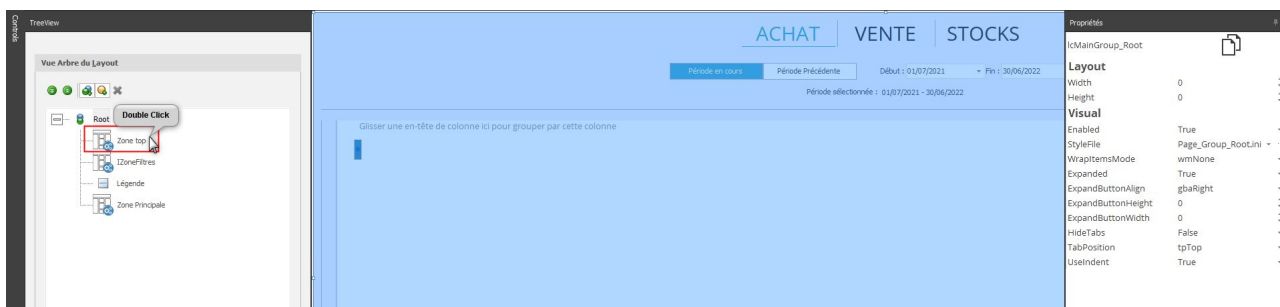 Controls
TreeView
Vue Arbre du Layout
Root
Double Click
Zone top
IZoneFiltres
Légende
Zone Principale
ACHAT VENTE STOCKS
Période en cours Période Précédente Début : 01/07/2021 Fin : 30/06/2022
Période sélectionnée : 01/07/2021 - 30/06/2022
Glisser une en-tête de colonne ici pour grouper par cette colonne
Propriétés
lcMainGroup_Root
Layout
Width 0
Height 0
Visual
Enabled True
StyleFile Page_Group_Root.ini
WrapItemsMode wmNone
Expanded True
ExpandButtonAlign gbaRight
ExpandButtonHeight 0
ExpandButtonWidth 0
HideTabs False
TabPosition tpTop
UseIndent True